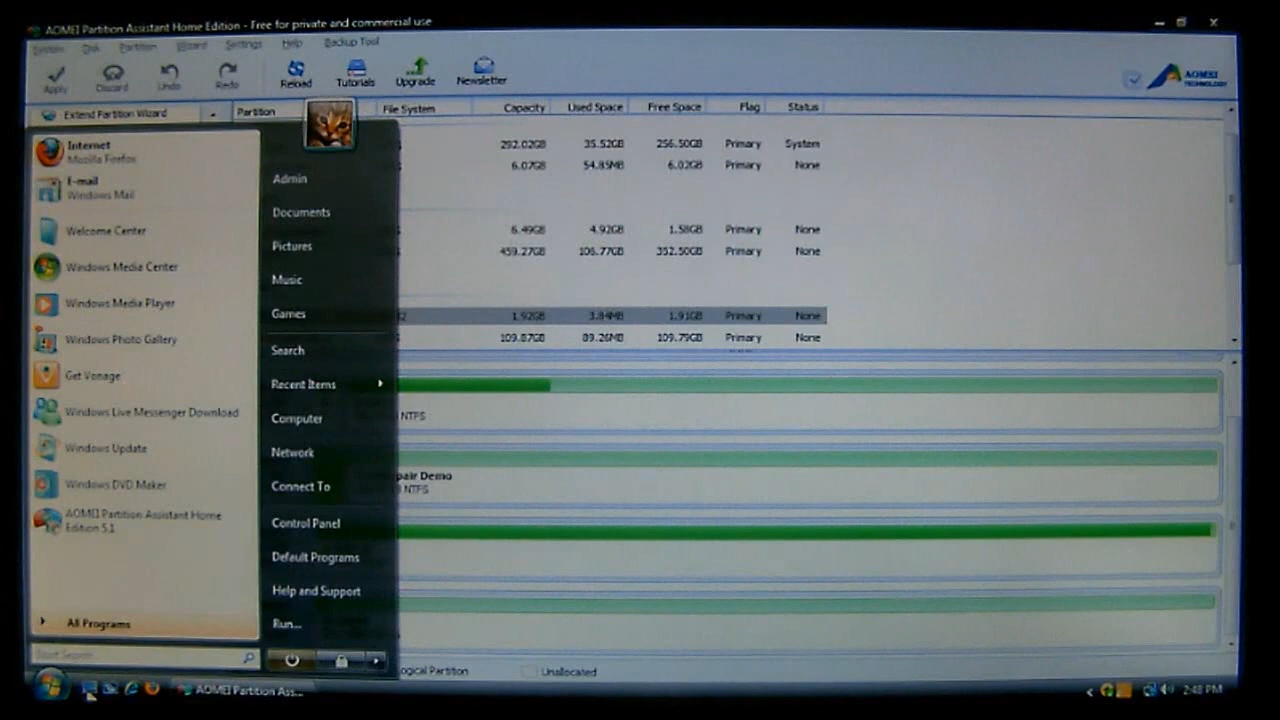 AOMEI Partition Assistant Home Edition - Free for private and commercial use
System Disk Partition Wizard Settings Help Backup Tool
Apply Discard Undo Redo Reload Tutorials Upgrade Newsletter
AOMEI
TECHNOLOGY
Extend Partition Wizard
Partition File System Capacity Used Space Free Space Flag Status
292.02GB 35.52GB 256.50GB Primary System
6.07GB 54.85MB 6.02GB Primary None
6.49GB 4.92GB 1.58GB Primary None
459.27GB 106.77GB 352.50GB Primary None
1.92GB 3.84MB 1.91GB Primary None
109.87GB 89.26MB 109.79GB Primary None
Internet
Mozilla Firefox
E-mail
Windows Mail
Welcome Center
Windows Media Center
Windows Media Player
Windows Photo Gallery
Get Vonage
Windows Live Messenger Download
Windows Update
Windows DVD Maker
AOMEI Partition Assistant Home
Edition 5.1
All Programs
Start Search
Admin
Documents
Pictures
Music
Games
Search
Recent Items
Computer
Network
Connect To
Control Panel
Default Programs
Help and Support
Run...
NTFS
pair Demo
NTFS
ogical Partition
Unallocated
AOMEI Partition Ass...
2:48 PM